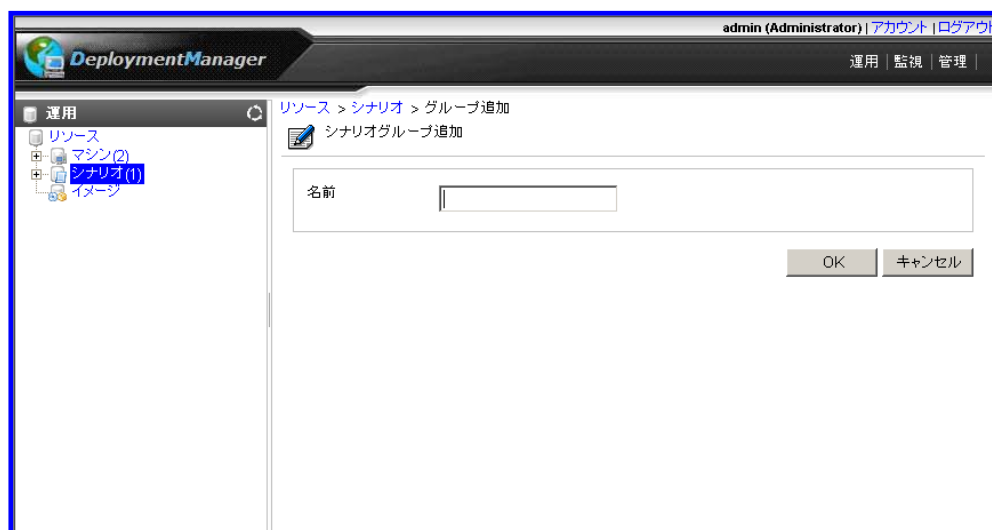 admin (Administrator) | アカウント | ログアウト
DeploymentManager
運用 | 監視 | 管理 |
運用
リソース
マシン(2)
シナリオ(1)
イメージ
リソース > シナリオ > グループ追加
シナリオグループ追加
名前
OK キャンセル